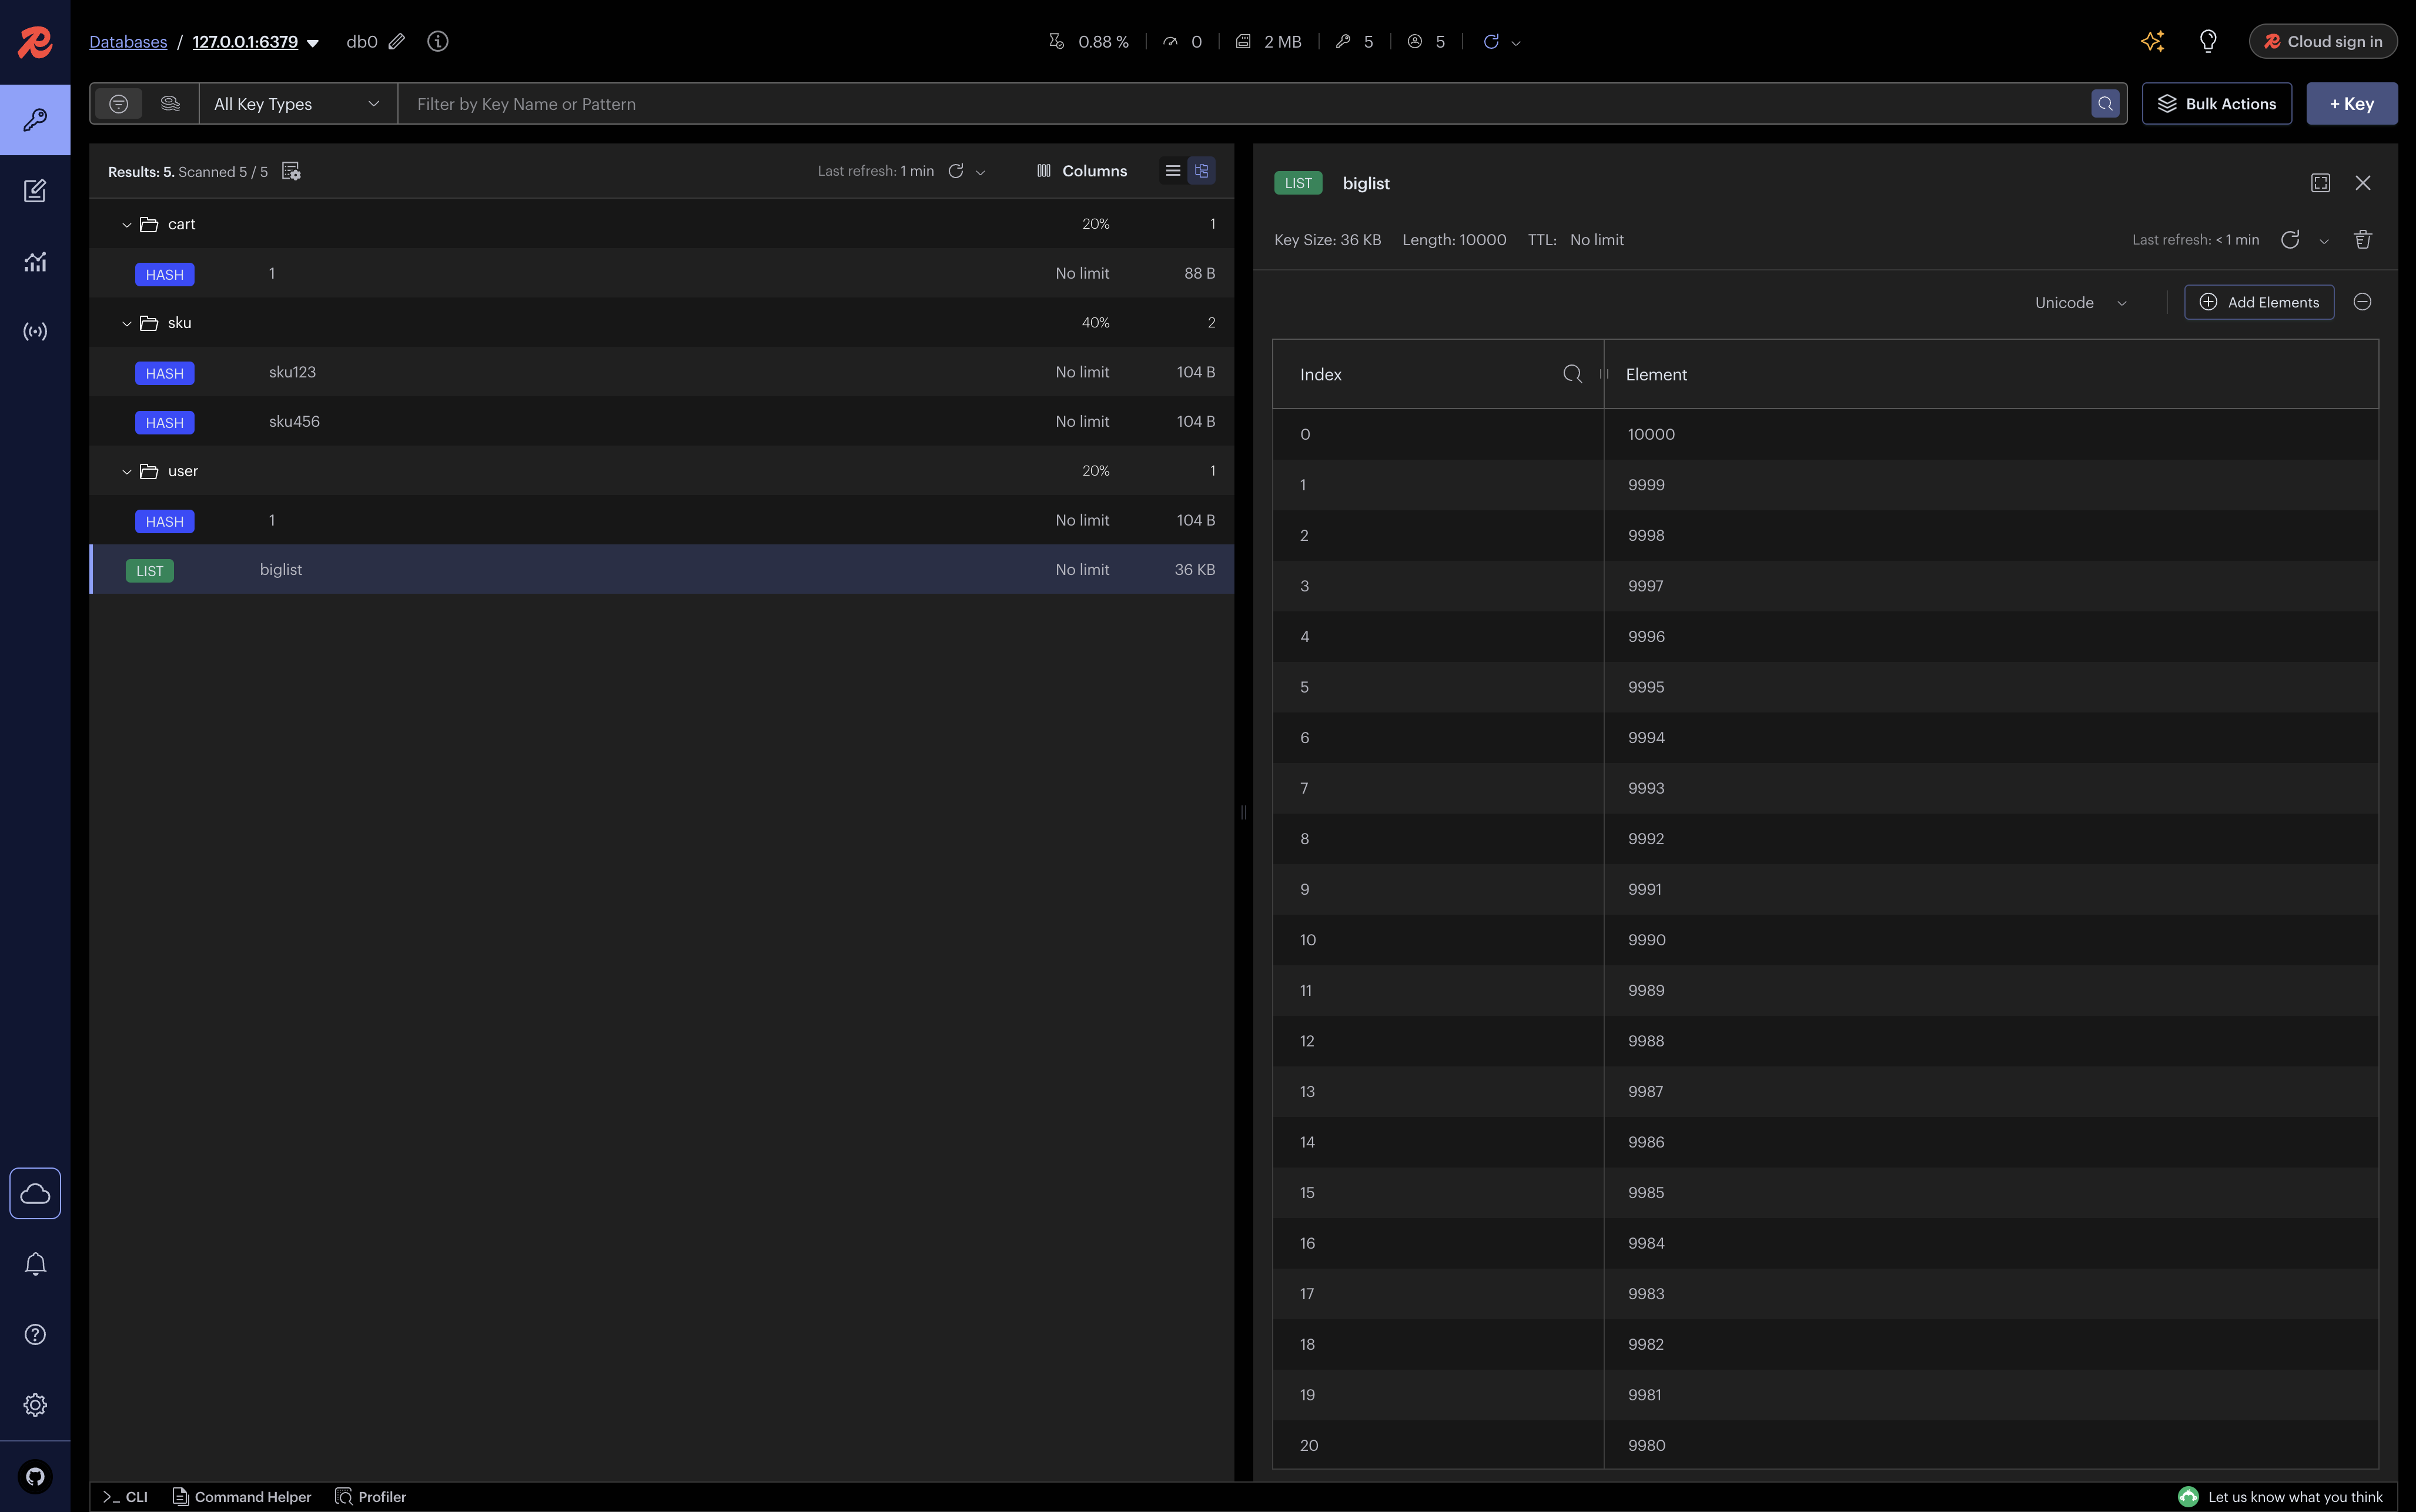 Databases / 127.0.0.1:6379 db0 0.88 % 0 2 MB 5 5 Cloud sign in
All Key Types Filter by Key Name or Pattern Bulk Actions + Key
Results: 5. Scanned 5 / 5 Last refresh: 1 min Columns
cart 20% 1
HASH 1 No limit 88 B
sku 40% 2
HASH sku123 No limit 104 B
HASH sku456 No limit 104 B
user 20% 1
HASH 1 No limit 104 B
LIST biglist No limit 36 KB
LIST biglist
Key Size: 36 KB Length: 10000 TTL: No limit Last refresh: < 1 min
Unicode Add Elements
Index Element
0 10000
1 9999
2 9998
3 9997
4 9996
5 9995
6 9994
7 9993
8 9992
9 9991
10 9990
11 9989
12 9988
13 9987
14 9986
15 9985
16 9984
17 9983
18 9982
19 9981
20 9980
>_ CLI Command Helper Profiler Let us know what you think